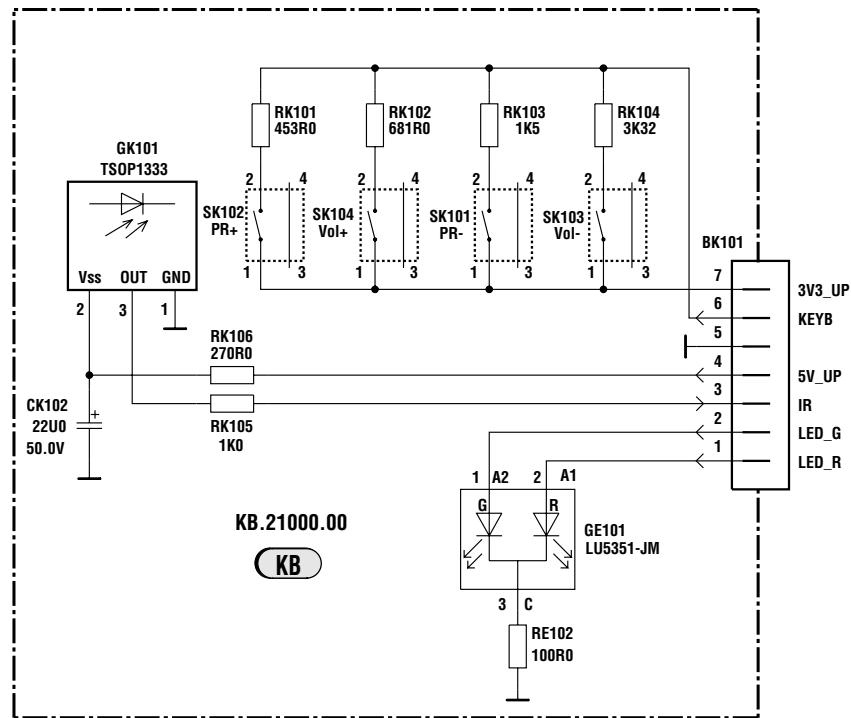 RK101
453R0
RK102
681R0
RK103
1K5
RK104
3K32
GK101
TSOP1333
2 4
2 4
2 4
2 4
SK102
PR+
SK104
Vol+
SK101
PR-
SK103
Vol-
1 3
1 3
1 3
1 3
BK101
Vss OUT GND
2 3 1
7 3V3_UP
6 KEYB
5
4 5V_UP
3 IR
2 LED_G
1 LED_R
RK106
270R0
RK105
1K0
CK102
22U0
50.0V
+
1 A2 2 A1
G R
GE101
LU5351-JM
3 C
RE102
100R0
KB.21000.00
KB